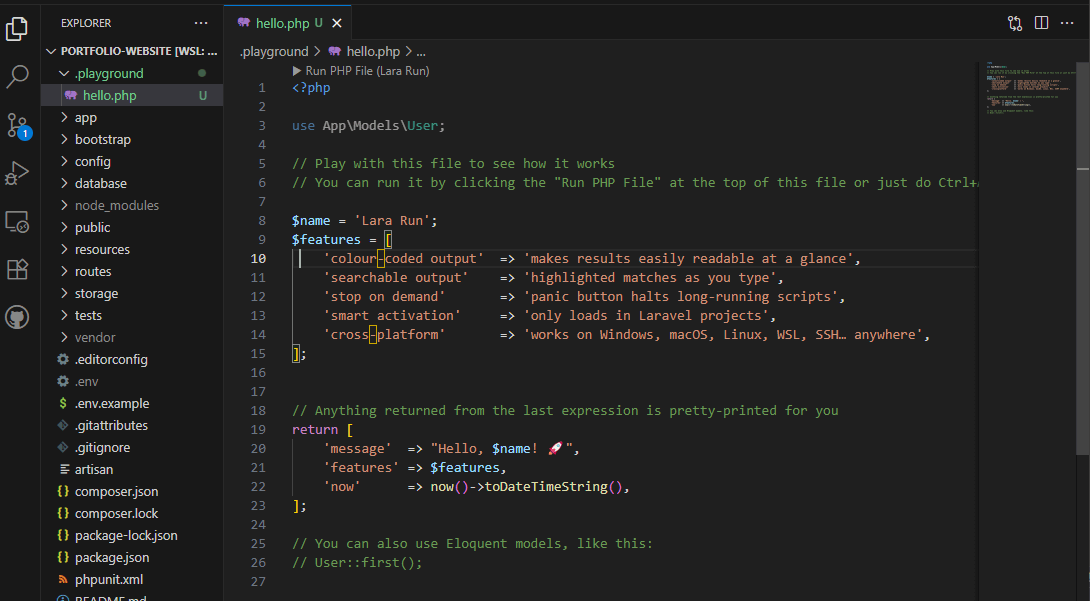 EXPLORER
PORTFOLIO-WEBSITE [WSL: ...
.playground
hello.php U
app
bootstrap
config
database
node_modules
public
resources
routes
storage
tests
vendor
.editorconfig
.env
$ .env.example
.gitattributes
.gitignore
artisan
{} composer.json
{} composer.lock
{} package-lock.json
{} package.json
phpunit.xml
README.md
1
hello.php U
.playground > hello.php > ...
Run PHP File (Lara Run)
1 <?php
2
3 use App\Models\User;
4
5 // Play with this file to see how it works
6 // You can run it by clicking the "Run PHP File" at the top of this file or just do Ctrl+
7
8 $name = 'Lara Run';
9 $features = [
10 'colour-coded output' => 'makes results easily readable at a glance',
11 'searchable output' => 'highlighted matches as you type',
12 'stop on demand' => 'panic button halts long-running scripts',
13 'smart activation' => 'only loads in Laravel projects',
14 'cross-platform' => 'works on Windows, macOS, Linux, WSL, SSH… anywhere',
15 ];
16
17
18 // Anything returned from the last expression is pretty-printed for you
19 return [
20 'message' => "Hello, $name! 🚀",
21 'features' => $features,
22 'now' => now()->toDateTimeString(),
23 ];
24
25 // You can also use Eloquent models, like this:
26 // User::first();
27